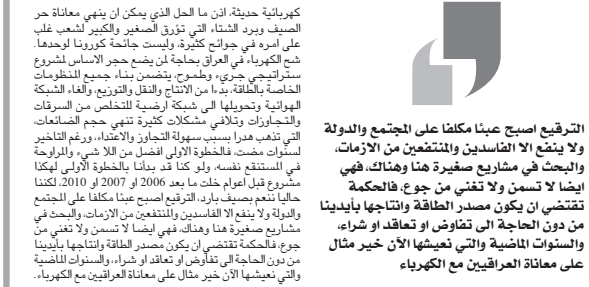 كهربائية حديثة، اذن ما الحل الذي يمكن ان ينهي معاناة حر
الصيف وبرد الشتاء التي تؤرق الصغير والكبير لشعب غلب
على امره في جوائح كثيرة، وليست جائحة كورونا لوحدها.
شح الكهرباء في العراق بحاجة لمن يضع حجر الاساس لمشروع
ستراتيجي جريء وطموح، يتضمن بناء جميع المنظومات
الخاصة بالطاقة، بدءا من الانتاج والنقل والتوزيع، والغاء الشبكة
الهوائية وتحويلها الى شبكة ارضية للتخلص من السرقات
والتجاوزات وتلافي مشكلات كثيرة تنهي حجم الضائعات،
التي تذهب هدرا بسبب سهولة التجاوز والاعتداء، ورغم التاخير
لسنوات مضت، فالخطوة الاولى افضل من اللا شيء والمراوحة
في المستنقع نفسه، ولو كنا قد بدأنا بالخطوة الاولى لهكذا
مشروع قبل اعوام خلت ما بعد 2006 او 2007 او 2010، لكننا
حاليا ننعم بصيف بارد، الترقيع اصبح عبئا مكلفا على المجتمع
والدولة ولا ينفع الا الفاسدين والمنتفعين من الازمات، والبحث في
مشاريع صغيرة هنا وهناك، فهي ايضا لا تسمن ولا تغني من
جوع، فالحكمة تقتضي ان يكون مصدر الطاقة وانتاجها بأيدينا
من دون الحاجة الى تفاوض او تعاقد او شراء، والسنوات الماضية
والتي نعيشها الآن خير مثال على معاناة العراقيين مع الكهرباء.
الترقيع اصبح عبئا مكلفا على المجتمع والدولة
ولا ينفع الا الفاسدين والمنتفعين من الازمات،
والبحث في مشاريع صغيرة هنا وهناك، فهي
ايضا لا تسمن ولا تغني من جوع، فالحكمة
تقتضي ان يكون مصدر الطاقة وانتاجها بأيدينا
من دون الحاجة الى تفاوض او تعاقد او شراء،
والسنوات الماضية والتي نعيشها الآن خير مثال
على معاناة العراقيين مع الكهرباء